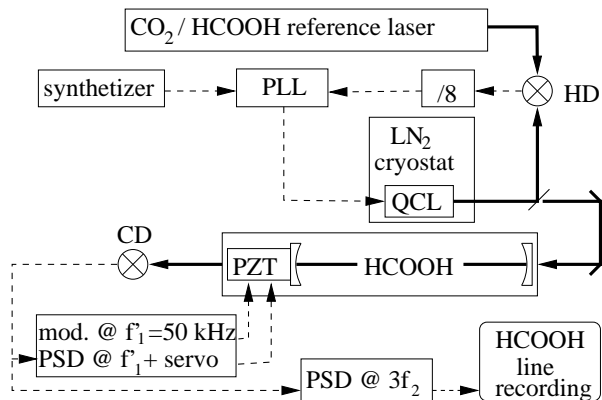 CO₂ / HCOOH reference laser
synthetizer
PLL
/8
HD
LN₂
cryostat
QCL
CD
PZT
HCOOH
mod. @ f'₁=50 kHz
PSD @ f'₁+ servo
PSD @ 3f₂
HCOOH
line
recording